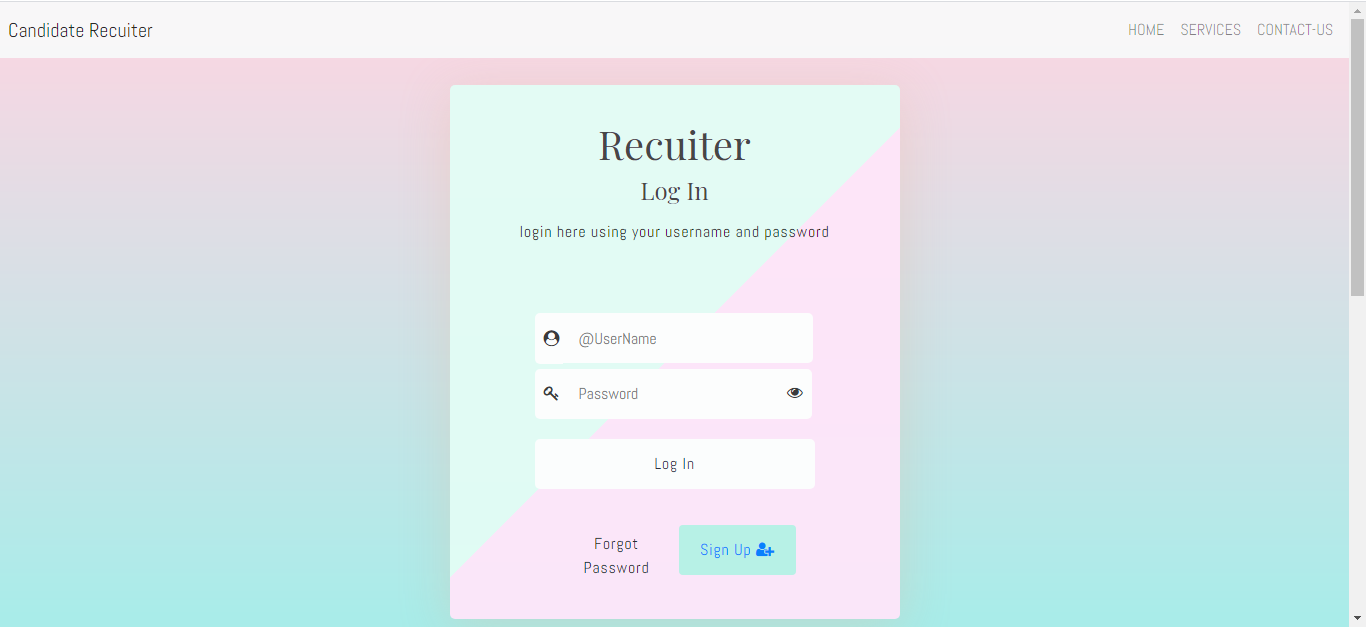 Candidate Recuiter
HOME SERVICES CONTACT-US
Recuiter
Log In
login here using your username and password
@UserName
Password
Log In
Forgot
Password
Sign Up